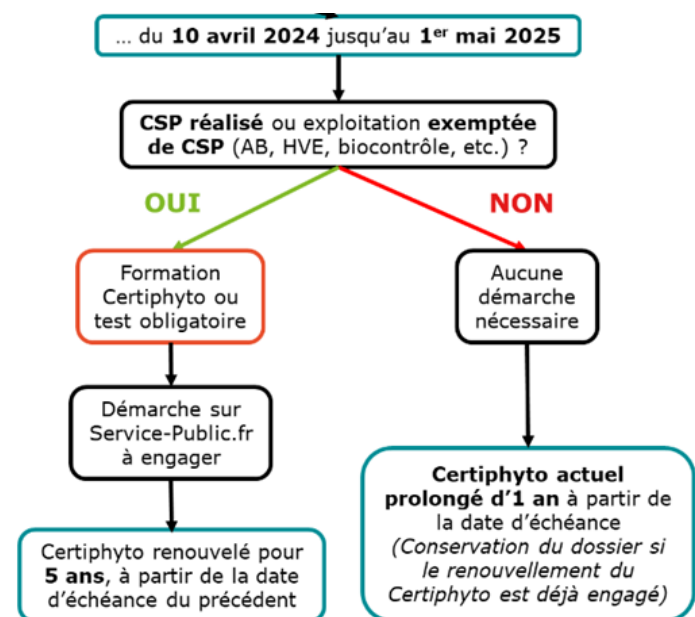 ... du 10 avril 2024 jusqu'au 1er mai 2025
CSP réalisé ou exploitation exemptée
de CSP (AB, HVE, biocontrôle, etc.) ?
OUI
NON
Formation
Certiphyto ou
test obligatoire
Aucune
démarche
nécessaire
Démarche sur
Service-Public.fr
à engager
Certiphyto actuel
prolongé d'1 an à partir de
la date d'échéance
(Conservation du dossier si
le renouvellement du
Certiphyto est déjà engagé)
Certiphyto renouvelé pour
5 ans, à partir de la date
d'échéance du précédent